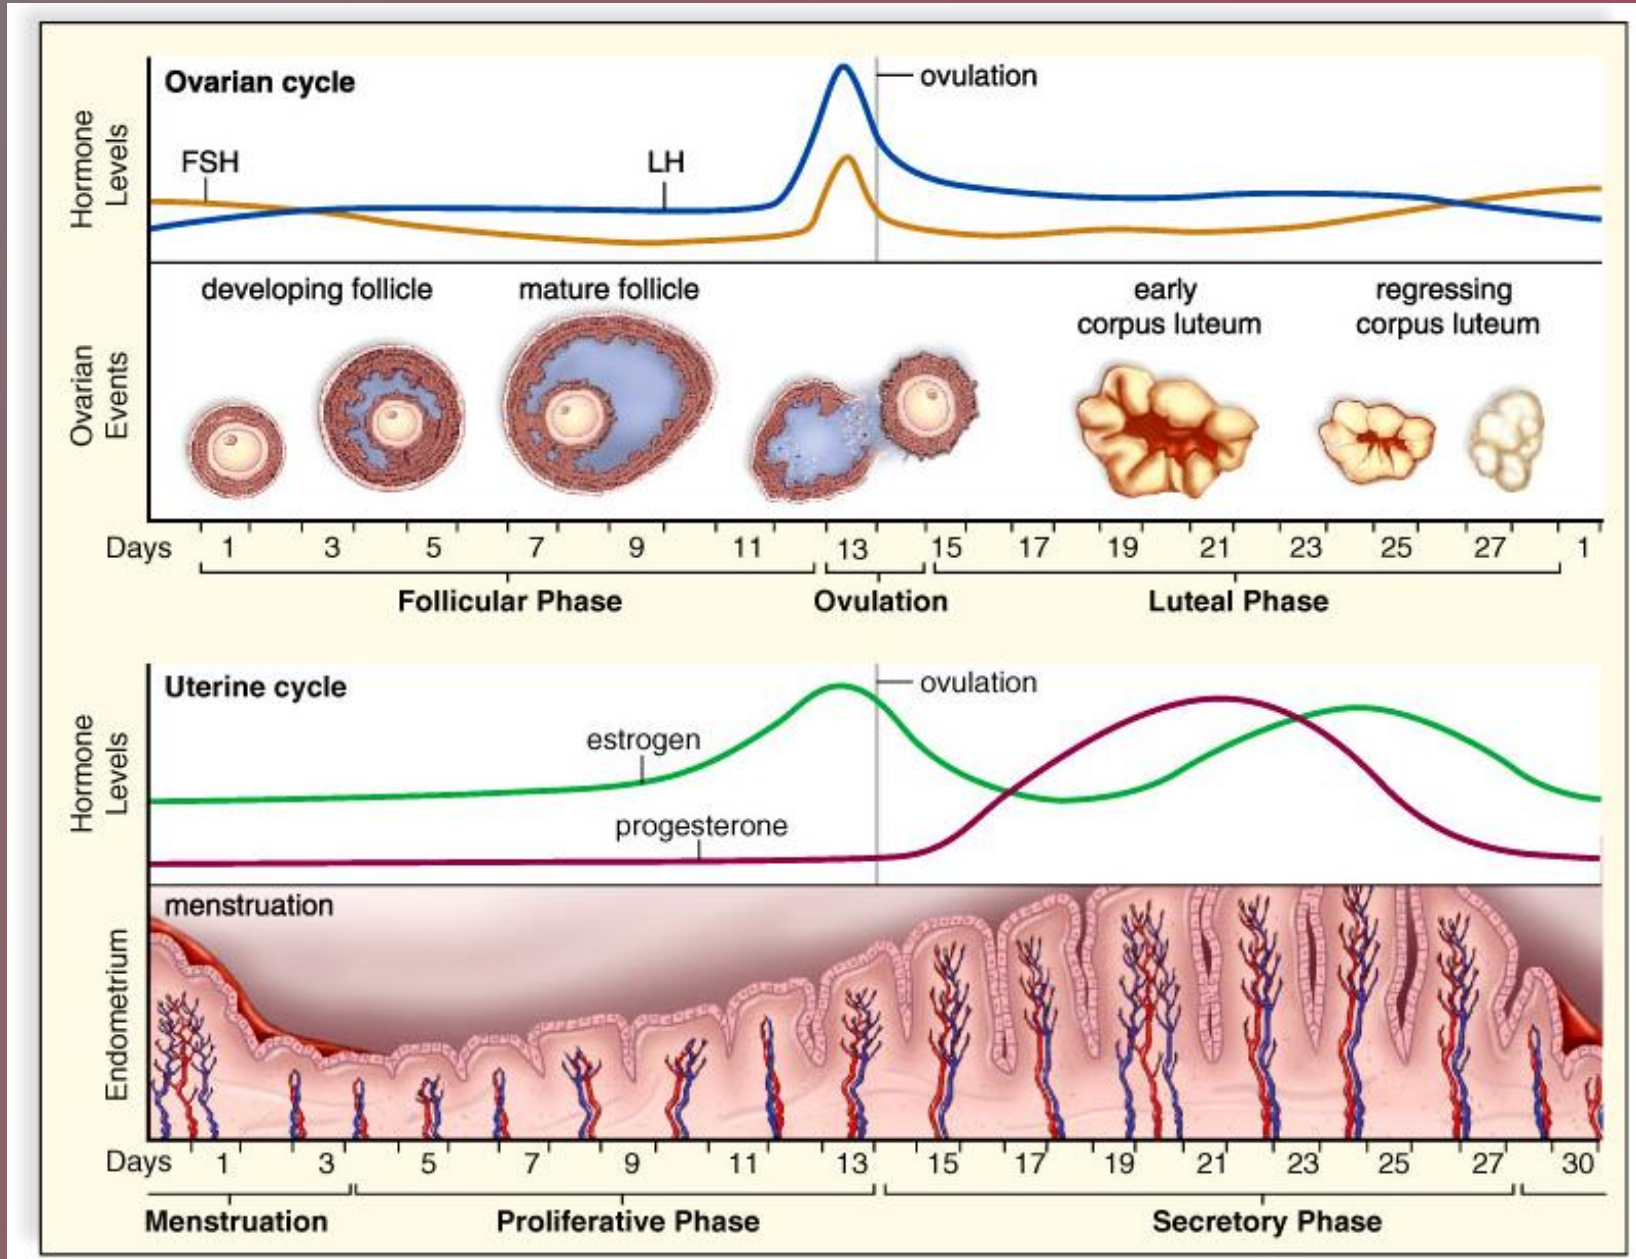 Ovarian cycle
ovulation
Hormone
Levels
FSH
LH
developing follicle
mature follicle
early
corpus luteum
regressing
corpus luteum
Ovarian
Events
Days 1 3 5 7 9 11 13 15 17 19 21 23 25 27 1
Follicular Phase
Ovulation
Luteal Phase
Uterine cycle
ovulation
Hormone
Levels
estrogen
progesterone
menstruation
Endometrium
Days 1 3 5 7 9 11 13 15 17 19 21 23 25 27 30
Menstruation
Proliferative Phase
Secretory Phase